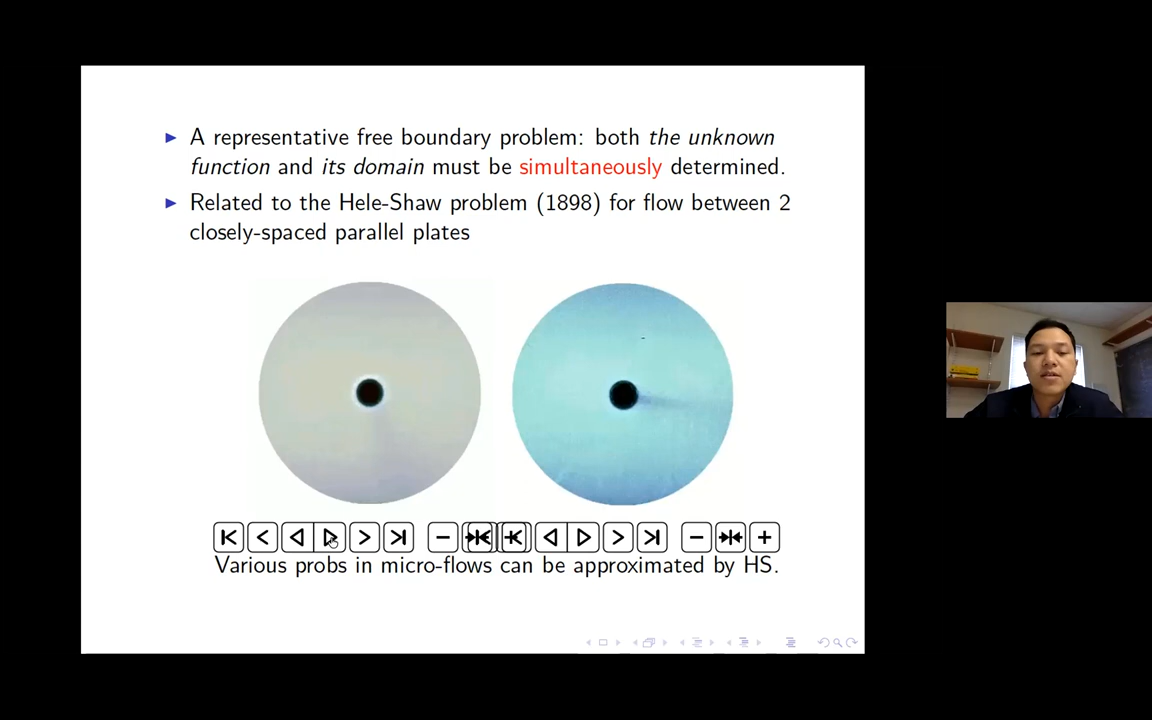 A representative free boundary problem: both the unknown
function and its domain must be simultaneously determined.
Related to the Hele-Shaw problem (1898) for flow between 2
closely-spaced parallel plates
Various probs in micro-flows can be approximated by HS.